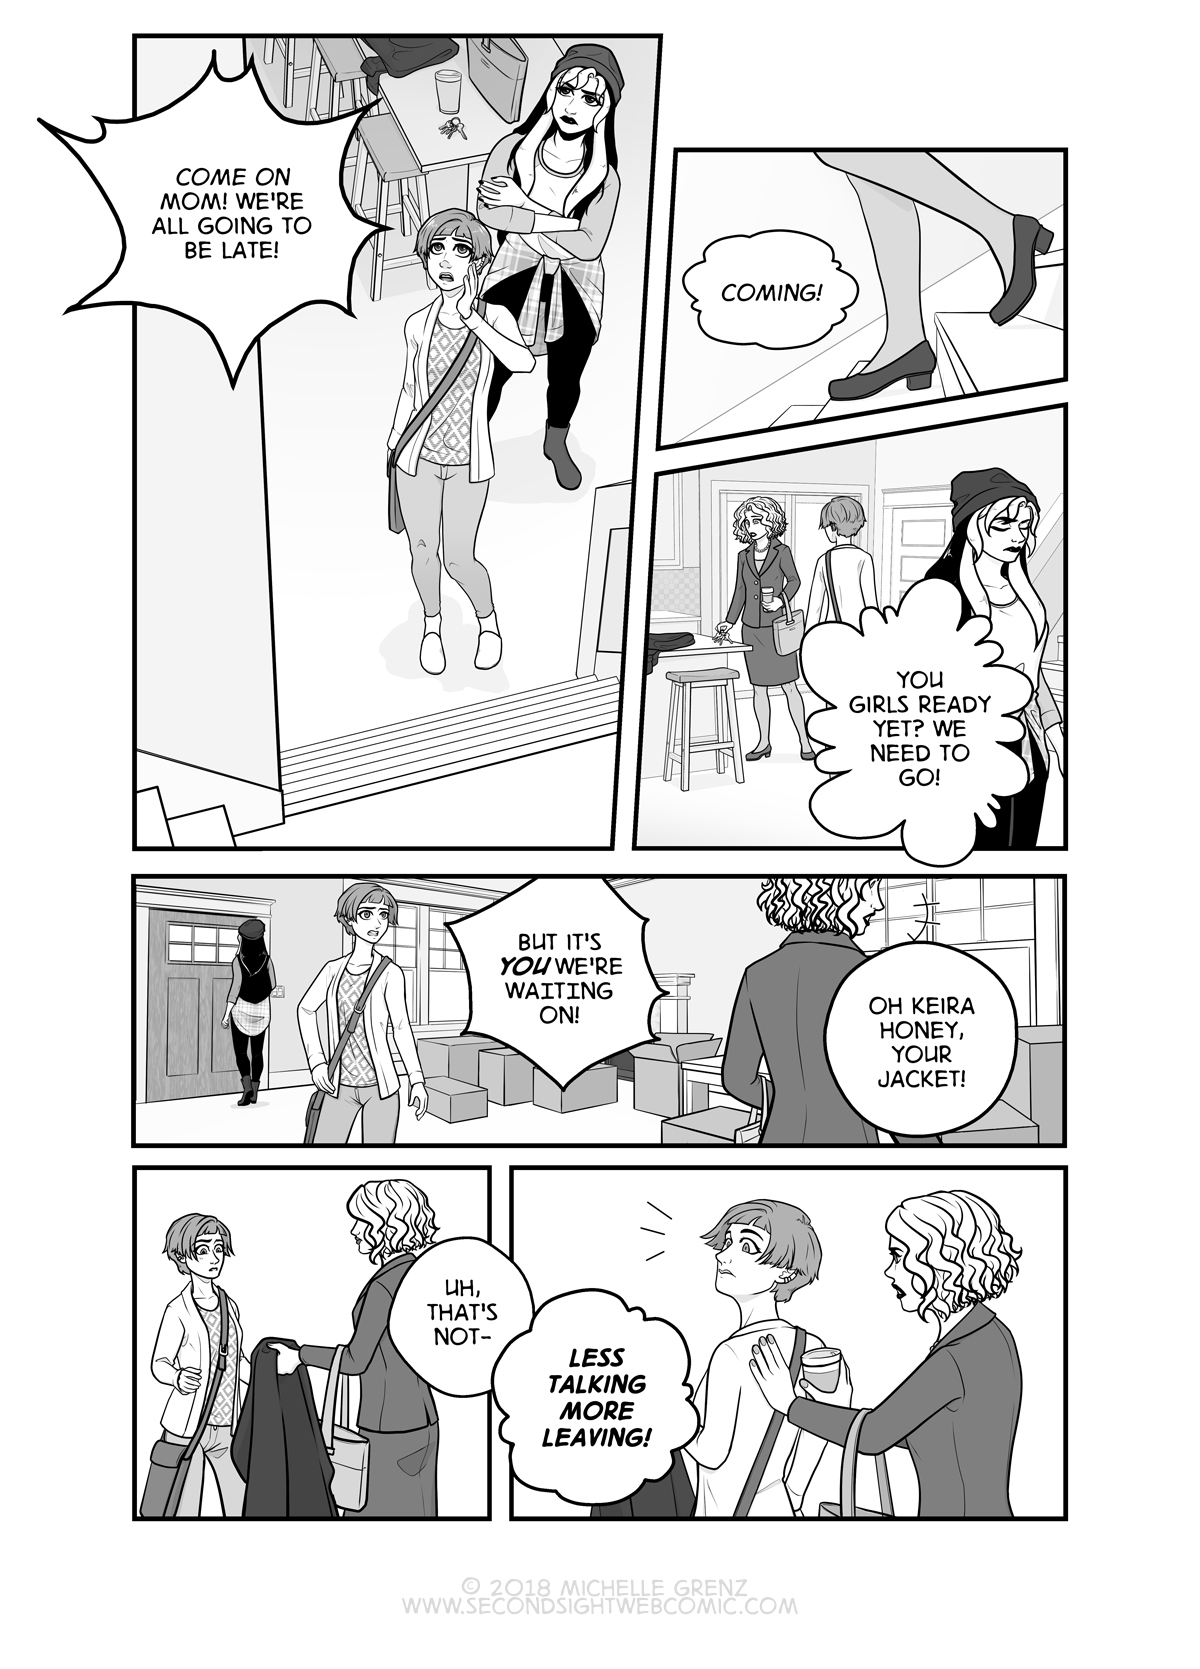 COME ON
MOM! WE'RE
ALL GOING TO
BE LATE!
COMING!
YOU
GIRLS READY
YET? WE
NEED TO
GO!
BUT IT'S
YOU WE'RE
WAITING
ON!
OH KEIRA
HONEY,
YOUR
JACKET!
UH,
THAT'S
NOT-
LESS
TALKING
MORE
LEAVING!
© 2018 MICHELLE GRENZ
WWW.SECONDSIGHTWEBCOMIC.COM